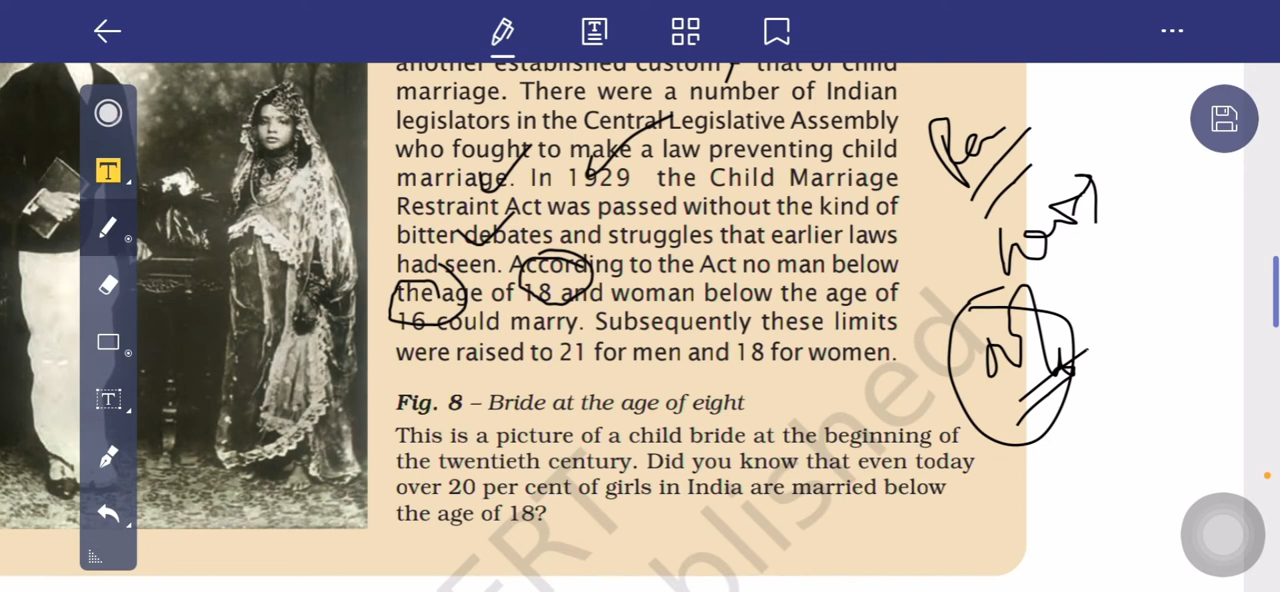 another established custom – that of child
marriage. There were a number of Indian
legislators in the Central Legislative Assembly
who fought to make a law preventing child
marriage. In 1929 the Child Marriage
Restraint Act was passed without the kind of
bitter debates and struggles that earlier laws
had seen. According to the Act no man below
the age of 18 and woman below the age of
16 could marry. Subsequently these limits
were raised to 21 for men and 18 for women.
Fig. 8 – Bride at the age of eight
This is a picture of a child bride at the beginning of
the twentieth century. Did you know that even today
over 20 per cent of girls in India are married below
the age of 18?